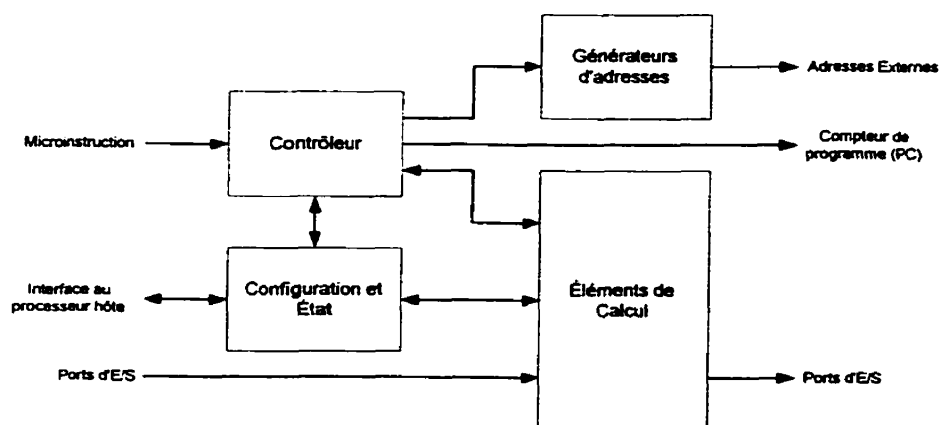 Générateurs
d'adresses
Adresses Externes
Microinstruction
Contrôleur
Compteur de
programme (PC)
Interface au
processeur hôte
Configuration et
État
Éléments de
Calcul
Ports d'E/S
Ports d'E/S